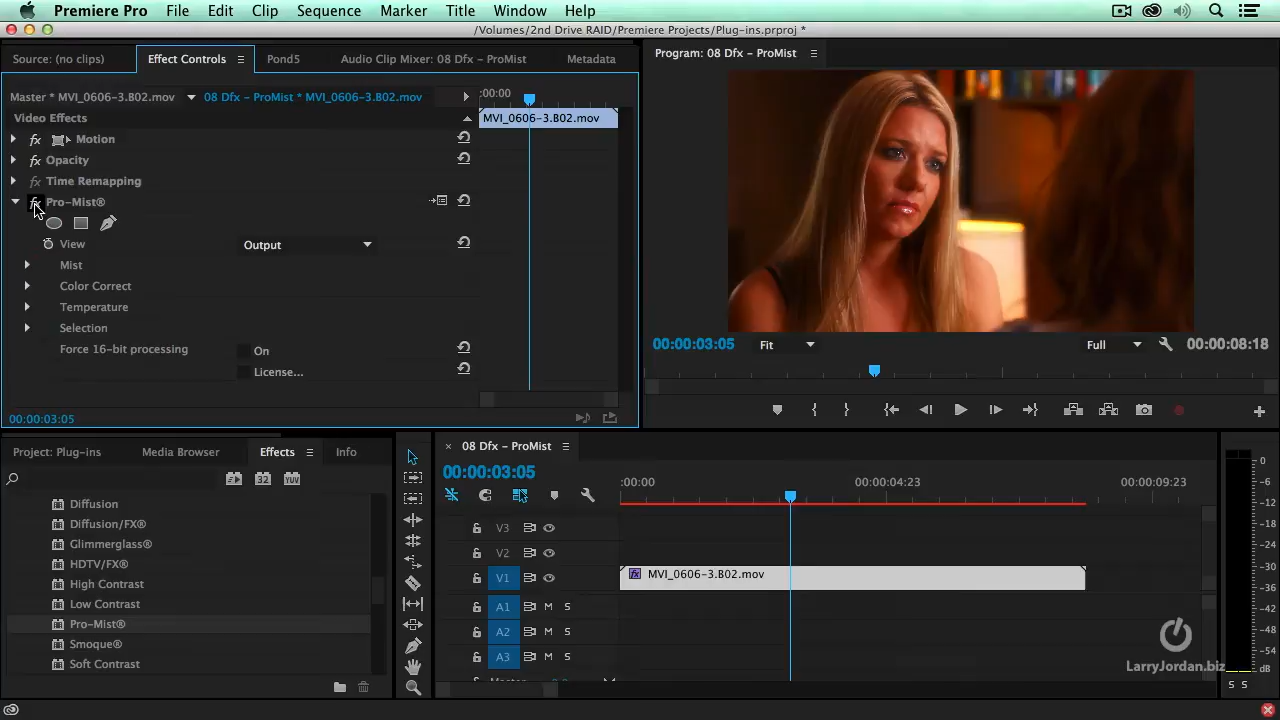 Premiere Pro File Edit Clip Sequence Marker Title Window Help
/Volumes/2nd Drive RAID/Premiere Projects/Plug-ins.prproj *
Source: (no clips) Effect Controls Pond5 Audio Clip Mixer: 08 Dfx - ProMist Metadata
Program: 08 Dfx - ProMist
Master * MVI_0606-3.B02.mov 08 Dfx - ProMist * MVI_0606-3.B02.mov :00:00
Video Effects MVI_0606-3.B02.mov
fx Motion
fx Opacity
fx Time Remapping
fx Pro-Mist®
View Output
Mist
Color Correct
Temperature
Selection
Force 16-bit processing On
License...
00:00:03:05
00:00:03:05 Fit Full 00:00:08:18
Project: Plug-ins Media Browser Effects Info
32 YUV
Diffusion
Diffusion/FX®
Glimmerglass®
HDTV/FX®
High Contrast
Low Contrast
Pro-Mist®
Smoque®
Soft Contrast
× 08 Dfx - ProMist
00:00:03:05 :00:00 00:00:04:23 00:00:09:23
V3
V2
V1 fx MVI_0606-3.B02.mov
A1 M S
A2 M S
A3 M S
0
-6
-12
-18
-24
-30
-36
-42
-48
-54
dB
S S
LarryJordan.biz